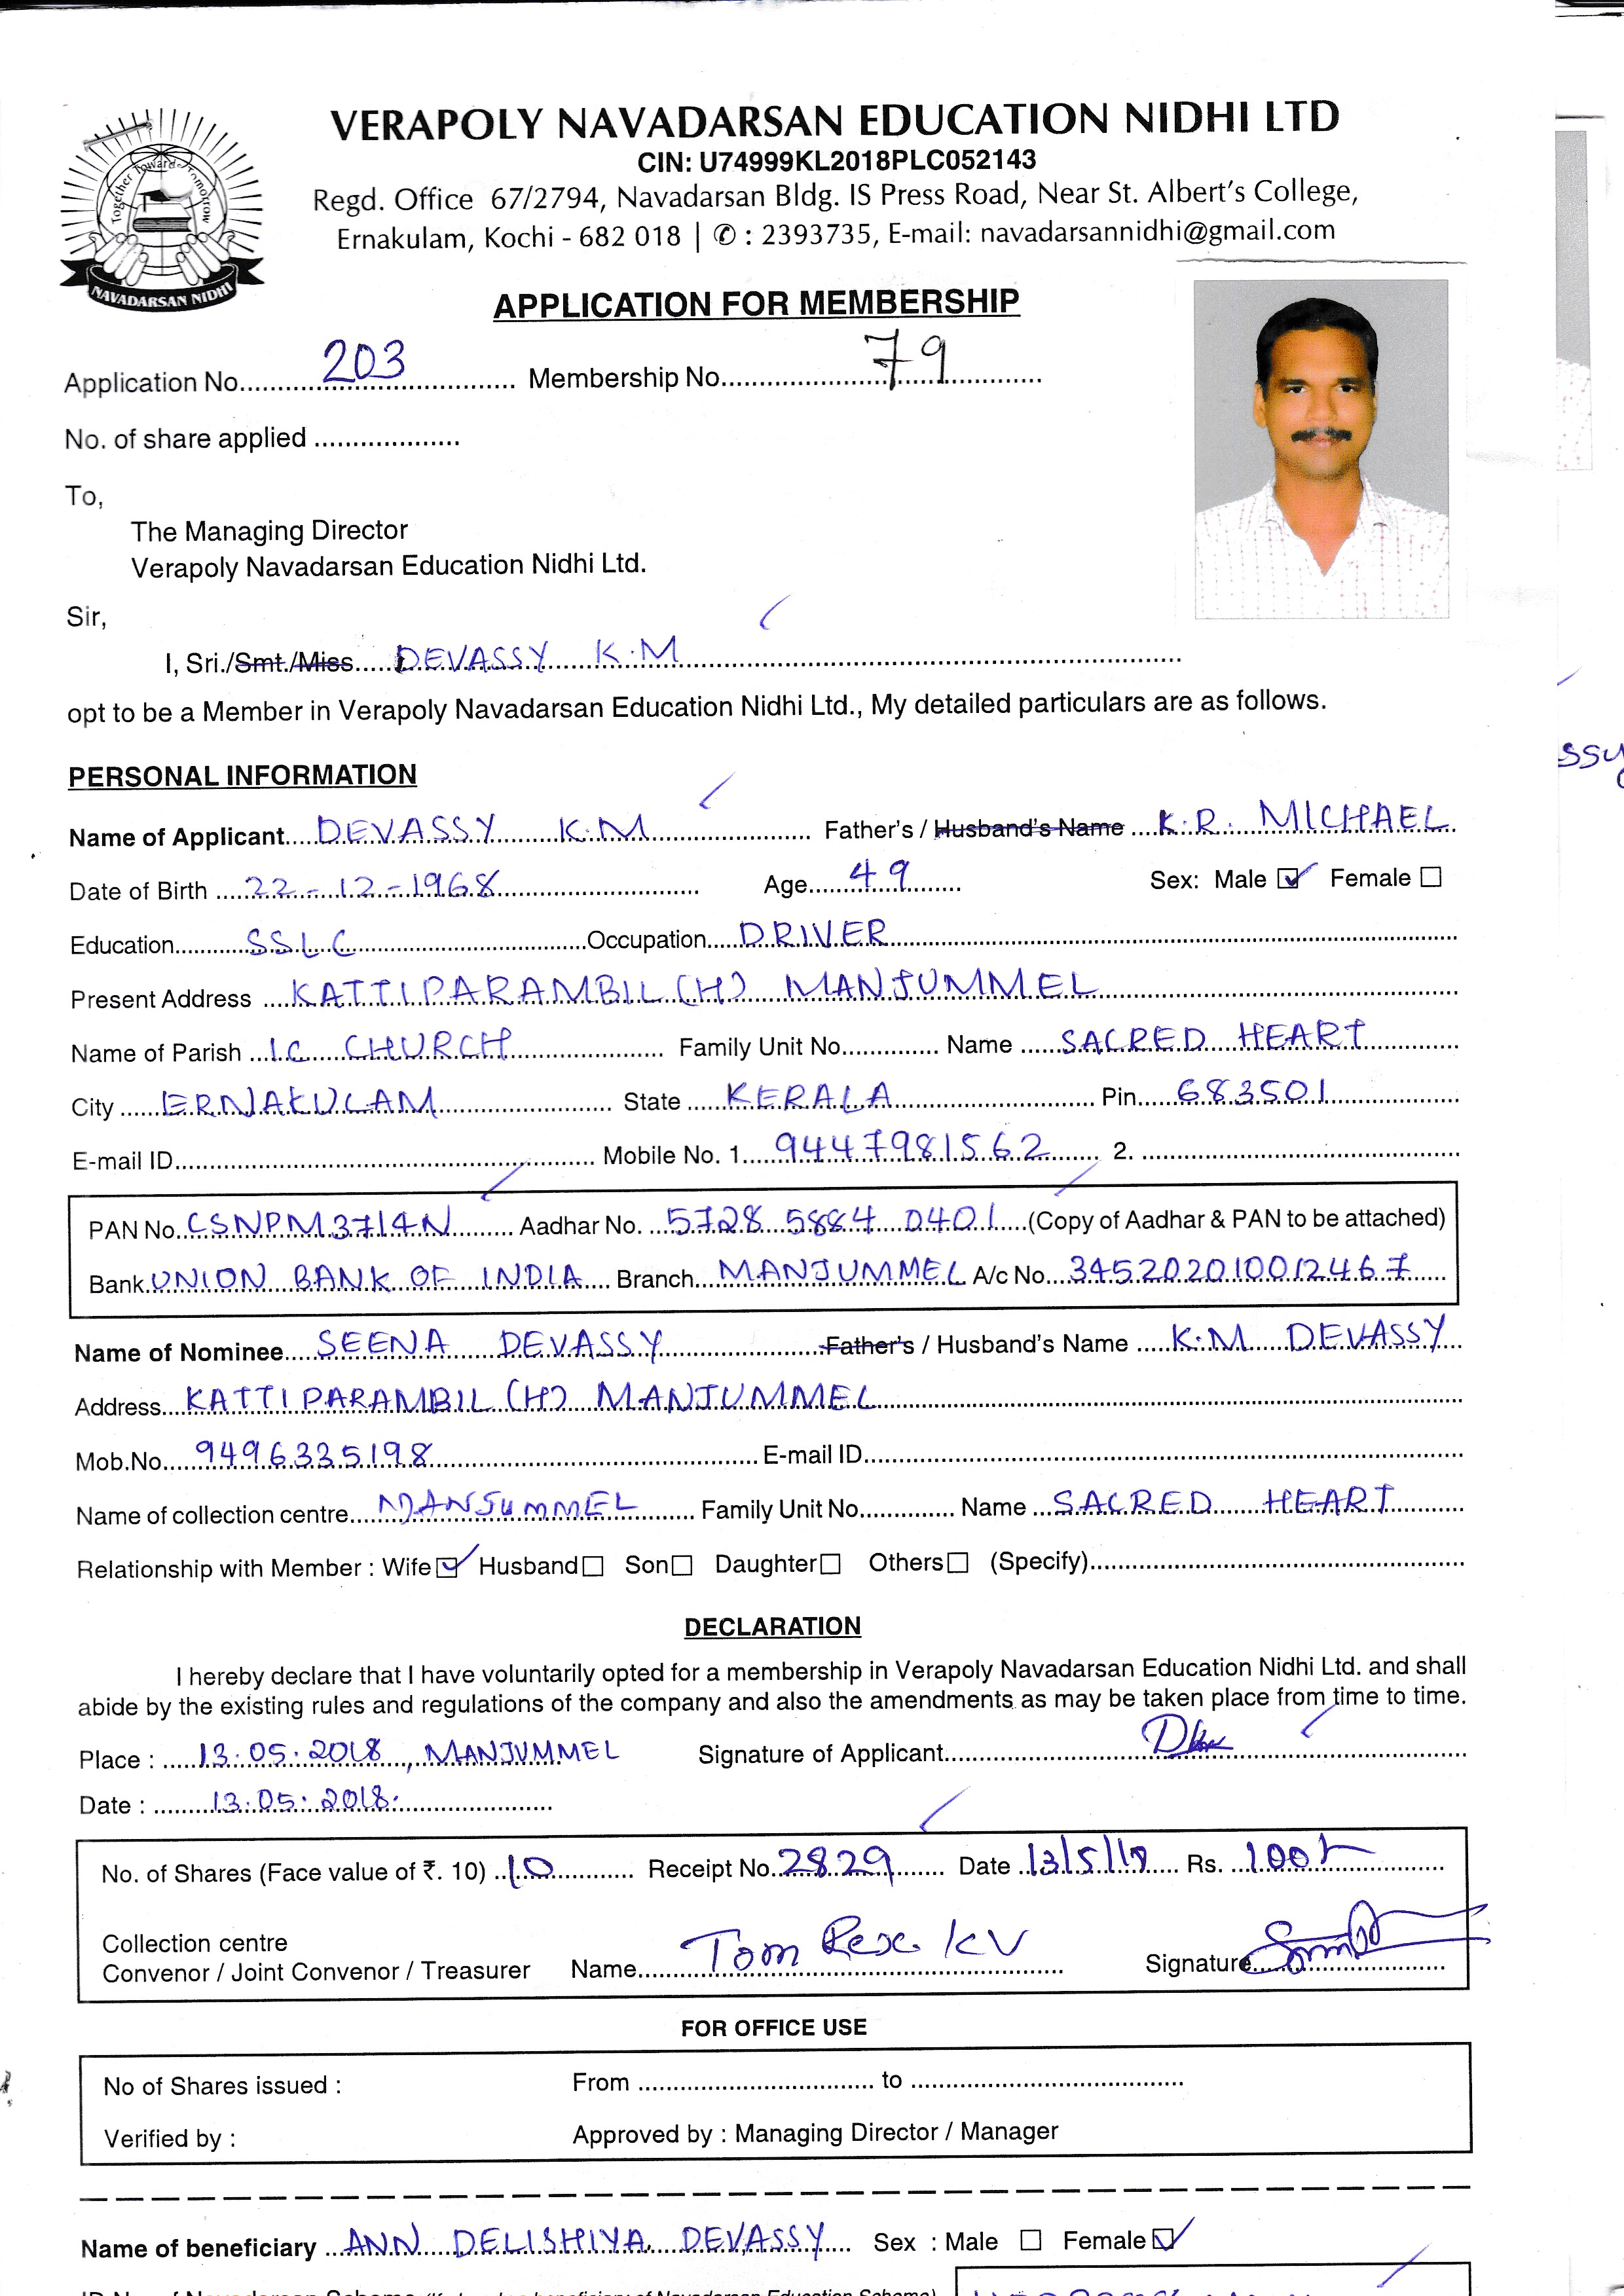 Together Towards Tomorrow
NAVADARSAN NIDHI
VERAPOLY NAVADARSAN EDUCATION NIDHI LTD
CIN: U74999KL2018PLC052143
Regd. Office 67/2794, Navadarsan Bldg. IS Press Road, Near St. Albert's College,
Ernakulam, Kochi - 682 018 | ✆ : 2393735, E-mail: navadarsannidhi@gmail.com
APPLICATION FOR MEMBERSHIP
Application No. 203 Membership No. 79
No. of share applied ...................
To,
The Managing Director
Verapoly Navadarsan Education Nidhi Ltd.
Sir,
I, Sri./Smt./Miss DEVASSY K.M
opt to be a Member in Verapoly Navadarsan Education Nidhi Ltd., My detailed particulars are as follows.
ssy
PERSONAL INFORMATION
Name of Applicant DEVASSY K.M Father's / Husband's Name K.R. MICHAEL
Date of Birth 22-12-1968 Age 49 Sex: Male ☑ Female ☐
Education SSLC Occupation DRIVER
Present Address KATTIPARAMBIL (H) MANJUMMEL
Name of Parish I.C CHURCH Family Unit No. Name SACRED HEART
City ERNAKULAM State KERALA Pin 683501
E-mail ID Mobile No. 1. 9447981562 2.
PAN No. CSNPM3714N Aadhar No. 5728 5884 0401 (Copy of Aadhar & PAN to be attached)
Bank UNION BANK OF INDIA Branch MANJUMMEL A/c No. 345202010012467
Name of Nominee SEENA DEVASSY Father's / Husband's Name K.M DEVASSY
Address KATTIPARAMBIL (H) MANJUMMEL
Mob.No. 9496335198 E-mail ID
Name of collection centre MANJUMMEL Family Unit No. Name SACRED HEART
Relationship with Member : Wife ☑ Husband ☐ Son ☐ Daughter ☐ Others ☐ (Specify)
DECLARATION
I hereby declare that I have voluntarily opted for a membership in Verapoly Navadarsan Education Nidhi Ltd. and shall
abide by the existing rules and regulations of the company and also the amendments as may be taken place from time to time.
Place : 13.05.2018, MANJUMMEL Signature of Applicant
Date : 13.05.2018.
No. of Shares (Face value of ₹. 10) 10 Receipt No. 2829 Date 13/5/ Rs. 100/-
Collection centre
Convenor / Joint Convenor / Treasurer Name Tom Rex KV Signature
FOR OFFICE USE
No of Shares issued : From to
Verified by : Approved by : Managing Director / Manager
Name of beneficiary ANN DELISHIYA DEVASSY Sex : Male ☐ Female ☑